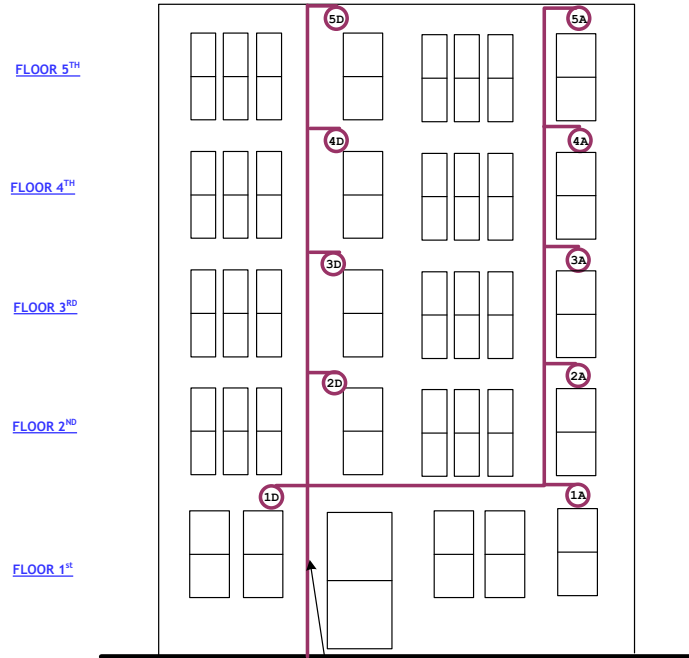 5D
5A
FLOOR 5TH
4D
4A
FLOOR 4TH
3D
3A
FLOOR 3RD
2D
2A
FLOOR 2ND
1D
1A
FLOOR 1st